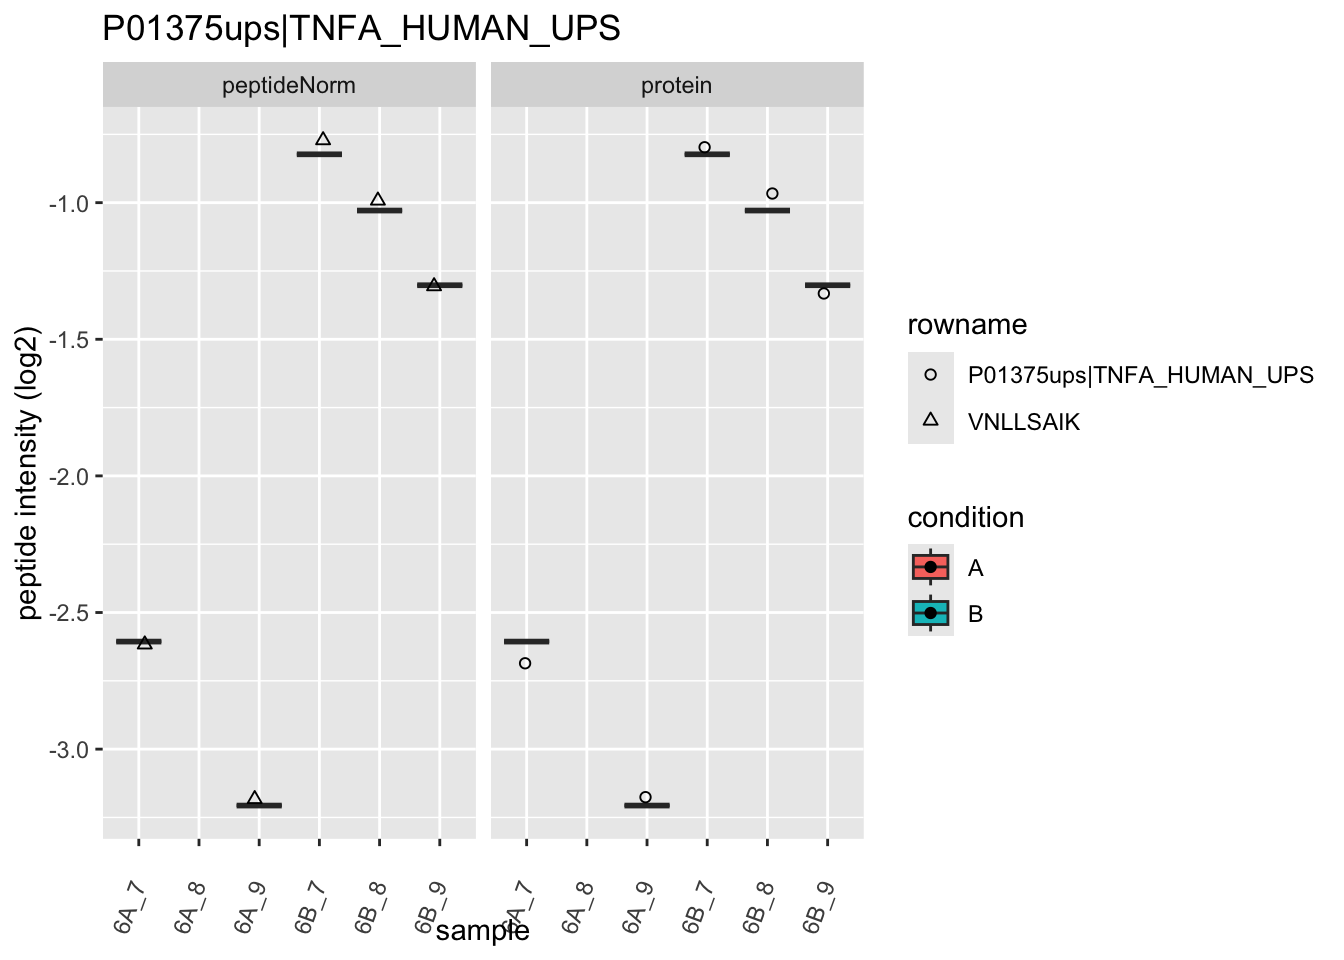 P01375ups|TNFA_HUMAN_UPS
peptideNorm
protein
peptide intensity (log2)
-1.0
-1.5
-2.0
-2.5
-3.0
6A_7
6A_8
6A_9
6B_7
6B_8
6B_9
6A_7
6A_8
6A_9
6B_7
6B_8
6B_9
sample
rowname
P01375ups|TNFA_HUMAN_UPS
VNLLSAIK
condition
A
B